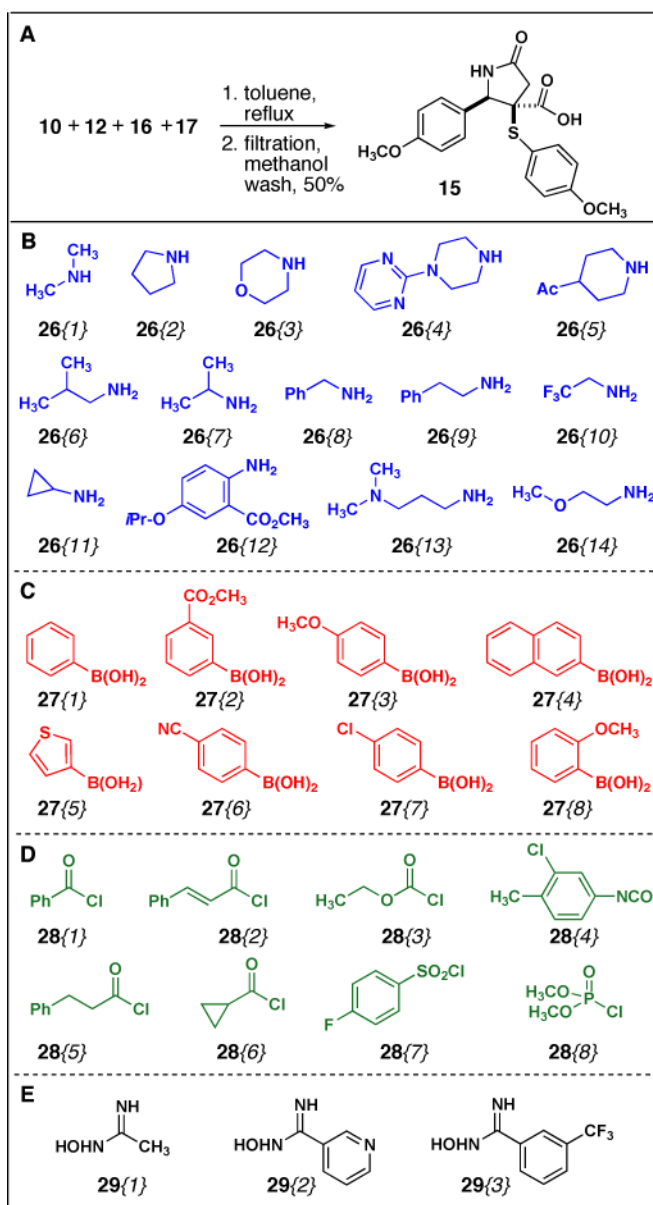 A
10 + 12 + 16 + 17
1. toluene,
reflux
2. filtration,
methanol
wash, 50%
O
HN
O
OH
S
OCH3
H3CO
15
B
CH3
NH
H3C
26{1}
NH
26{2}
NH
O
26{3}
N
N
N
NH
26{4}
NH
Ac
26{5}
CH3
H3C
NH2
26{6}
CH3
H3C
NH2
26{7}
Ph
NH2
26{8}
Ph
NH2
26{9}
F3C
NH2
26{10}
NH2
26{11}
NH2
iPr-O
CO2CH3
26{12}
CH3
H3C
N
NH2
26{13}
H3C
O
NH2
26{14}
C
B(OH)2
27{1}
CO2CH3
B(OH)2
27{2}
OCH3
B(OH)2
27{3}
B(OH)2
27{4}
S
B(OH2)
27{5}
NC
B(OH)2
27{6}
Cl
B(OH)2
27{7}
OCH3
B(OH)2
27{8}
D
O
Ph
Cl
28{1}
O
Ph
Cl
28{2}
O
H3C
O
Cl
28{3}
Cl
CH3
NCO
28{4}
O
Ph
Cl
28{5}
O
Cl
28{6}
SO2Cl
F
28{7}
O
OCH3
OCH3
P
Cl
28{8}
E
NH
HOHN
CH3
29{1}
NH
HOHN
N
29{2}
NH
HOHN
CF3
29{3}